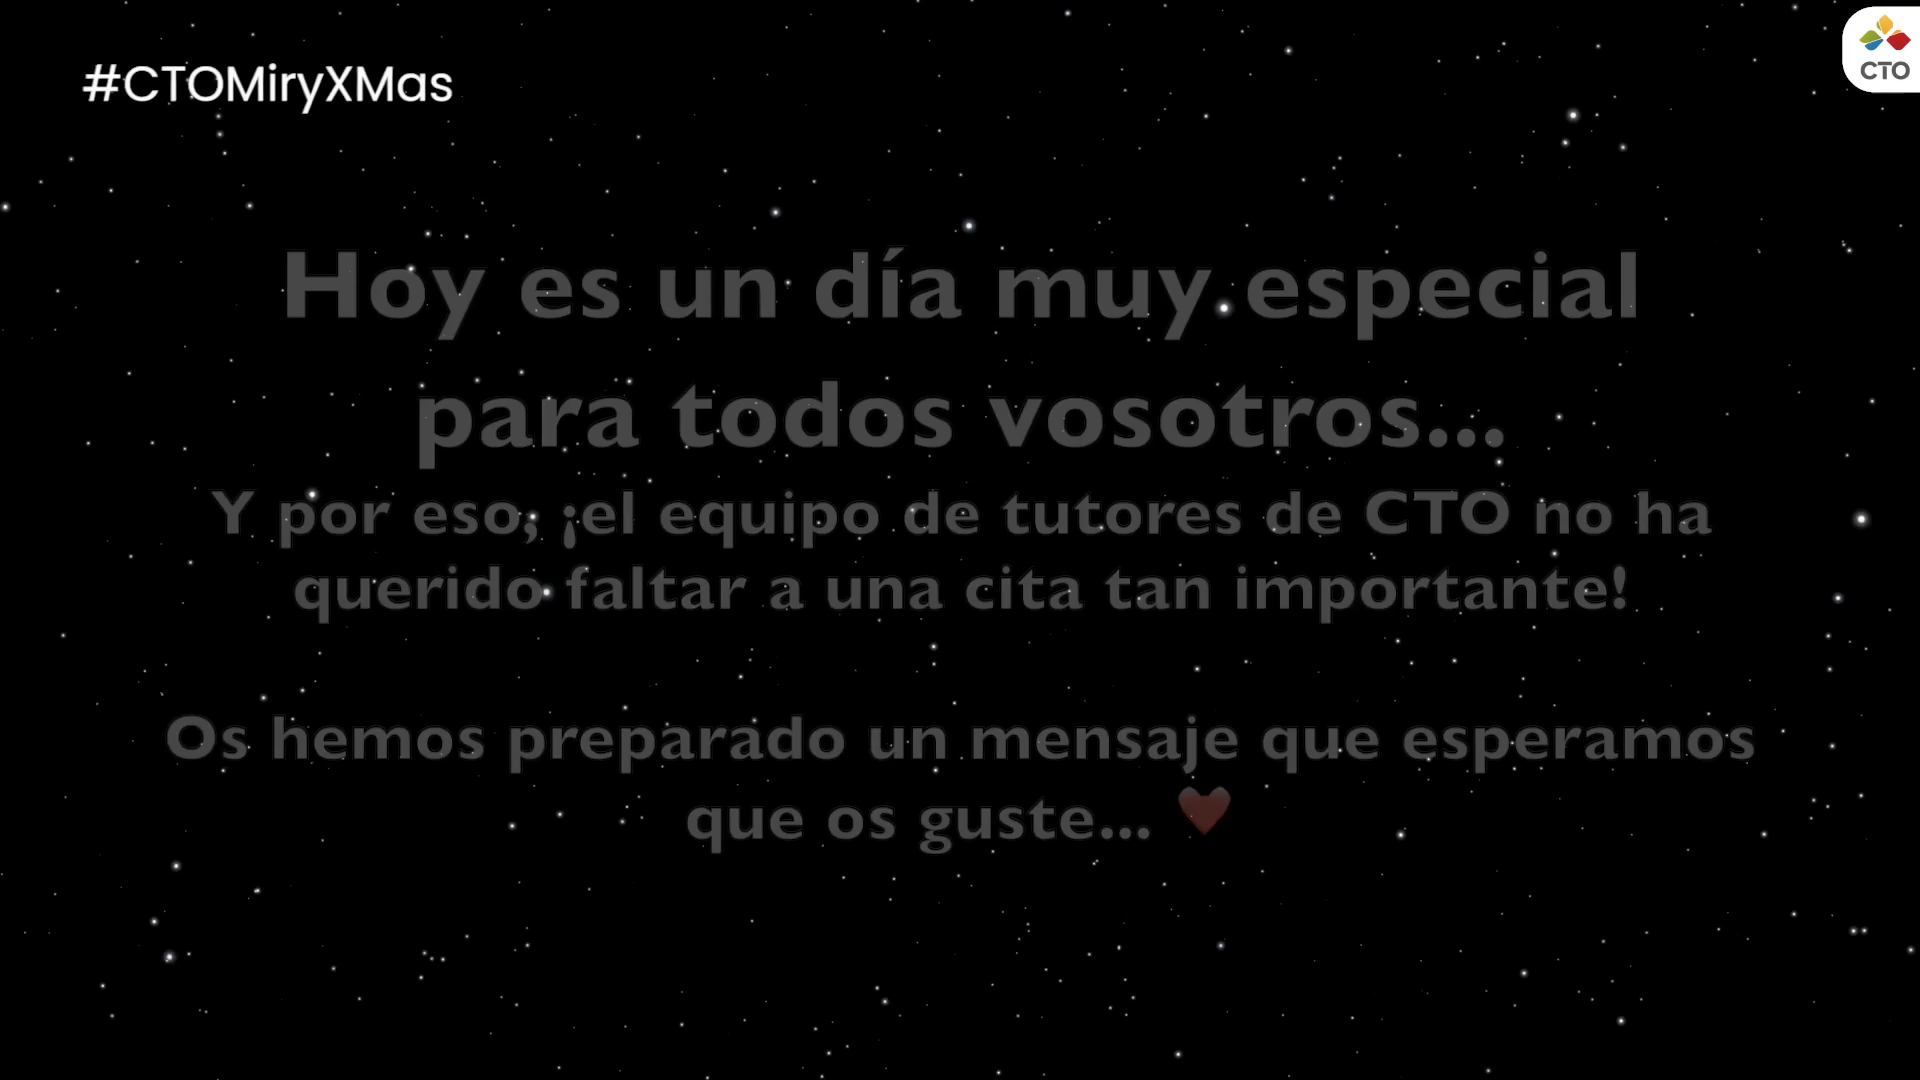 #CTOMiryXMas
CTO
Hoy es un día muy especial
para todos vosotros...
Y por eso, ¡el equipo de tutores de CTO no ha
querido faltar a una cita tan importante!
Os hemos preparado un mensaje que esperamos
que os guste... ♥